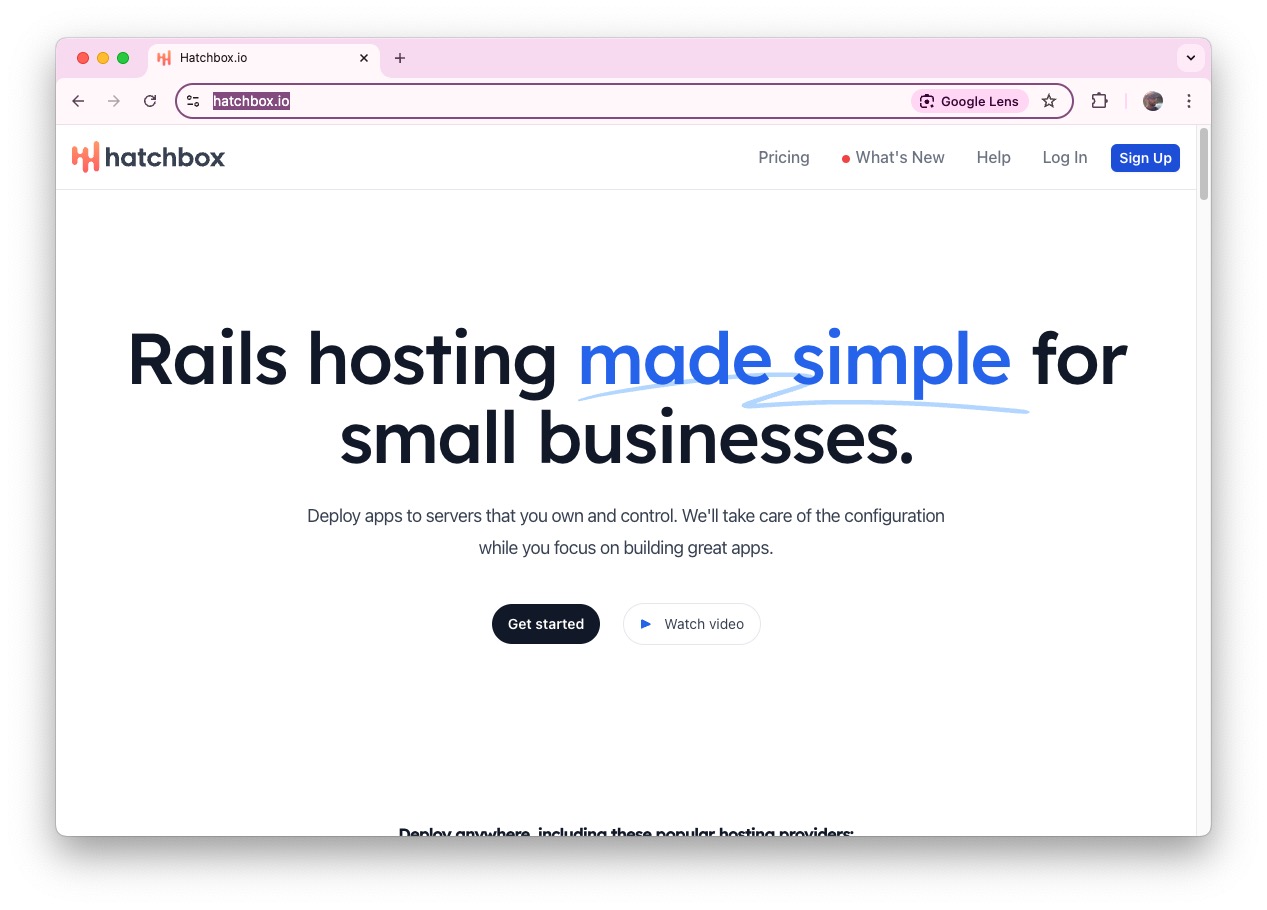 Hatchbox.io
hatchbox.io
Google Lens
hatchbox
Pricing
What's New
Help
Log In
Sign Up
Rails hosting made simple for
small businesses.
Deploy apps to servers that you own and control. We'll take care of the configuration
while you focus on building great apps.
Get started
Watch video
Deploy anywhere, including these popular hosting providers: